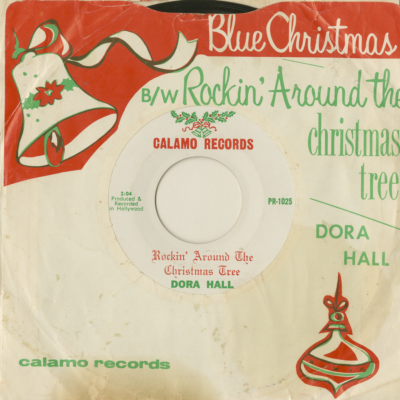 Blue Christmas
B/W Rockin' Around the
christmas
tree
DORA
HALL
CALAMO RECORDS
2:04
Produced &
Recorded
in Hollywood
PR-1025
Rockin' Around The
Christmas Tree
DORA HALL
calamo records